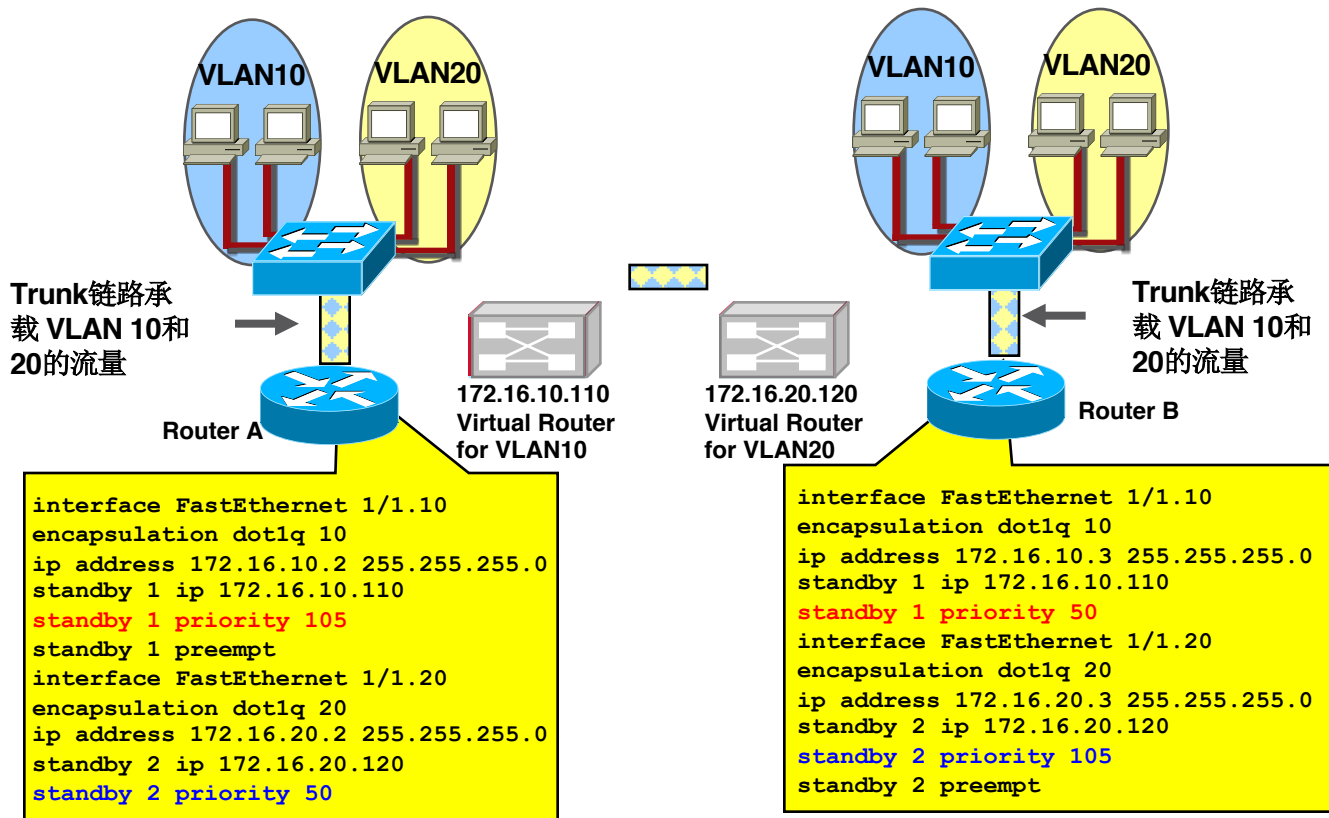 VLAN10
VLAN20
VLAN10
VLAN20
Trunk链路承
载 VLAN 10和
20的流量
Trunk链路承
载 VLAN 10和
20的流量
172.16.10.110
Virtual Router
for VLAN10
172.16.20.120
Virtual Router
for VLAN20
Router A
Router B
interface FastEthernet 1/1.10
encapsulation dot1q 10
ip address 172.16.10.2 255.255.255.0
standby 1 ip 172.16.10.110
standby 1 priority 105
standby 1 preempt
interface FastEthernet 1/1.20
encapsulation dot1q 20
ip address 172.16.20.2 255.255.255.0
standby 2 ip 172.16.20.120
standby 2 priority 50
interface FastEthernet 1/1.10
encapsulation dot1q 10
ip address 172.16.10.3 255.255.255.0
standby 1 ip 172.16.10.110
standby 1 priority 50
interface FastEthernet 1/1.20
encapsulation dot1q 20
ip address 172.16.20.3 255.255.255.0
standby 2 ip 172.16.20.120
standby 2 priority 105
standby 2 preempt